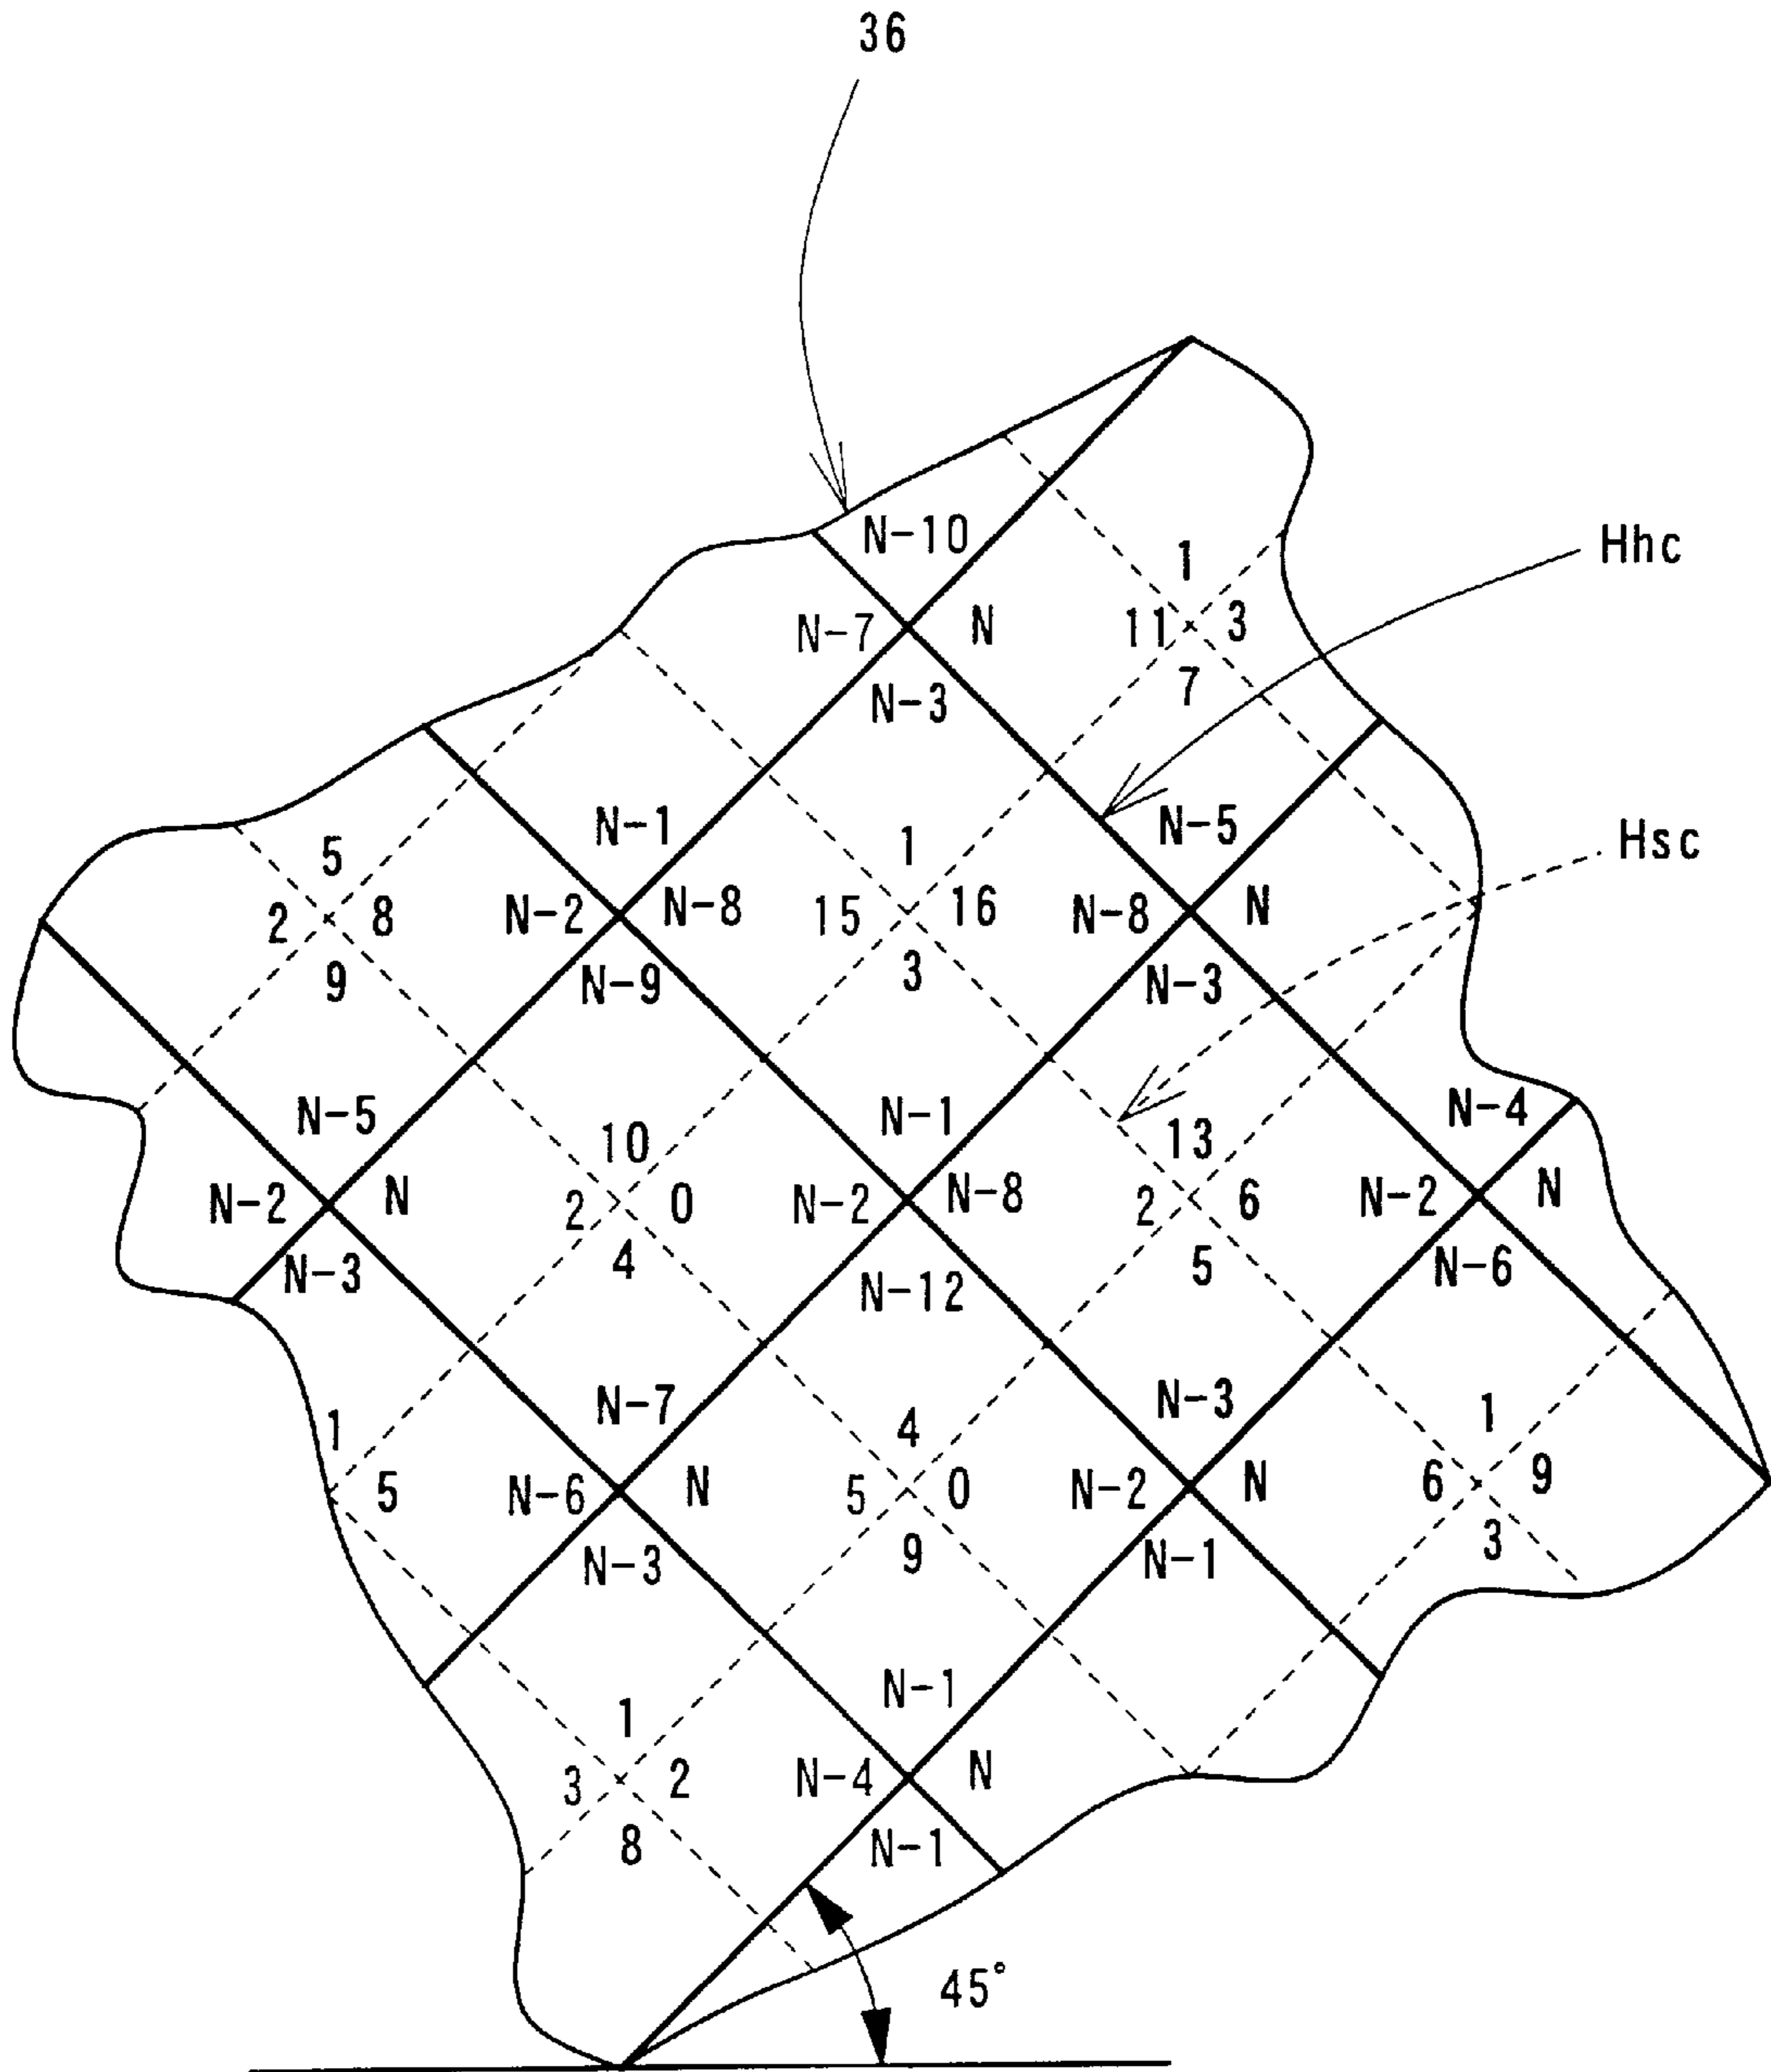 36
N-10
Hhc
1
N-7 N 11 3
N-3 7
N-1 N-5
Hsc
5 1
2 8 N-2 N-8 15 16 N-8 N
9 N-9 3 N-3
N-5 10 N-1 13 N-4
N-2 N 2 0 N-2 N-8 2 6 N-2 N
N-3 4 N-12 5 N-6
1 N-7 4 N-3 1
5 N-6 N 5 0 N-2 N 6 9
N-3 9 N-1 3
1 N-1
3 2 N-4 N
8 N-1
45°